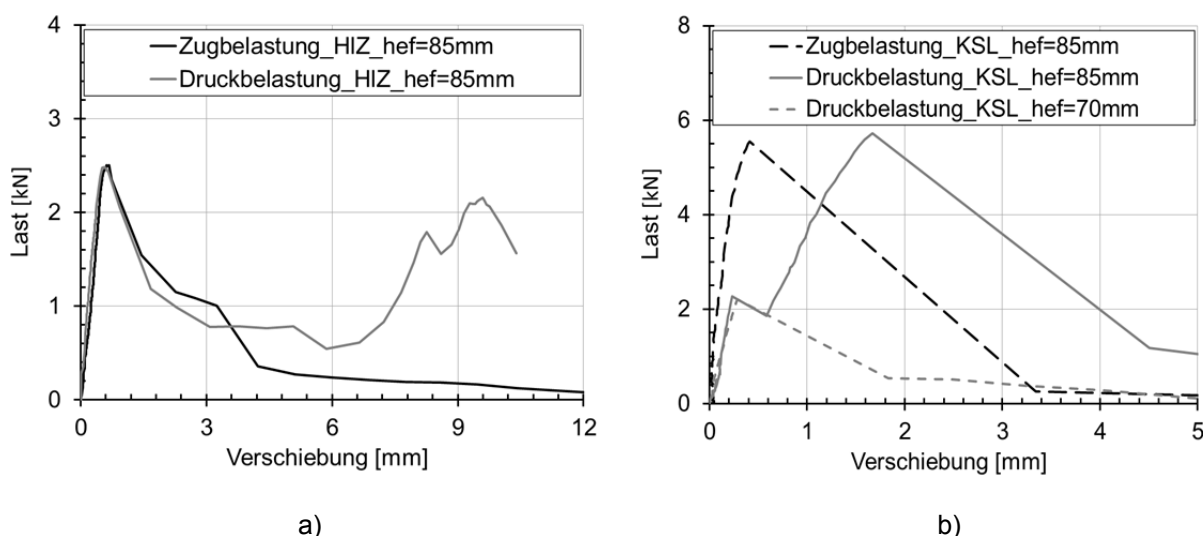 4
Zugbelastung_HIZ_hef=85mm
Druckbelastung_HIZ_hef=85mm
3
2
1
0
Last [kN]
0 3 6 9 12
Verschiebung [mm]
a)
8
Zugbelastung_KSL_hef=85mm
Druckbelastung_KSL_hef=85mm
Druckbelastung_KSL_hef=70mm
6
4
2
0
Last [kN]
0 1 2 3 4 5
Verschiebung [mm]
b)